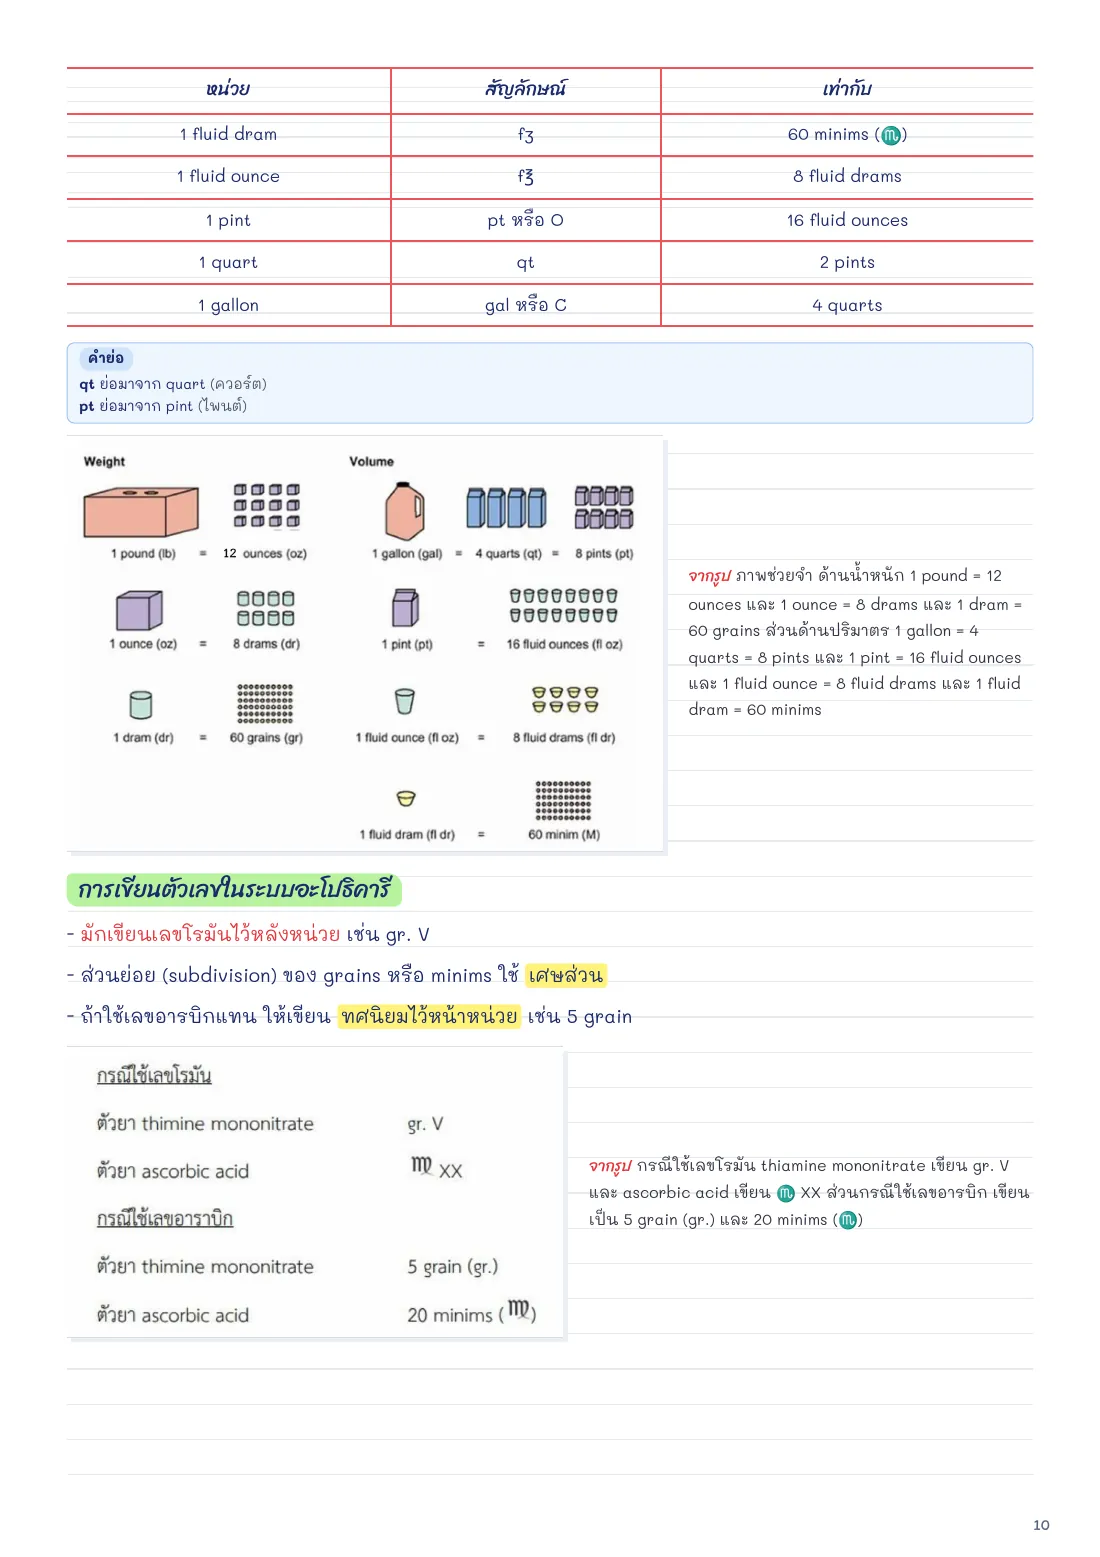 หน่วย สัญลักษณ์ เท่ากับ
1 fluid dram fʒ 60 minims (♏)
1 fluid ounce f℥ 8 fluid drams
1 pint pt หรือ O 16 fluid ounces
1 quart qt 2 pints
1 gallon gal หรือ C 4 quarts
คำย่อ
qt ย่อมาจาก quart (ควอร์ต)
pt ย่อมาจาก pint (ไพนต์)
Weight Volume
1 pound (lb) = 12 ounces (oz) 1 gallon (gal) = 4 quarts (qt) = 8 pints (pt)
1 ounce (oz) = 8 drams (dr) 1 pint (pt) = 16 fluid ounces (fl oz)
1 dram (dr) = 60 grains (gr) 1 fluid ounce (fl oz) = 8 fluid drams (fl dr)
1 fluid dram (fl dr) = 60 minim (M)
จากรูป ภาพช่วยจำ ด้านน้ำหนัก 1 pound = 12
ounces และ 1 ounce = 8 drams และ 1 dram =
60 grains ส่วนด้านปริมาตร 1 gallon = 4
quarts = 8 pints และ 1 pint = 16 fluid ounces
และ 1 fluid ounce = 8 fluid drams และ 1 fluid
dram = 60 minims
การเขียนตัวเลขในระบบอะโปธิคารี
- มักเขียนเลขโรมันไว้หลังหน่วย เช่น gr. V
- ส่วนย่อย (subdivision) ของ grains หรือ minims ใช้ เศษส่วน
- ถ้าใช้เลขอารบิกแทน ให้เขียน ทศนิยมไว้หน้าหน่วย เช่น 5 grain
กรณีใช้เลขโรมัน
ตัวยา thimine mononitrate gr. V
ตัวยา ascorbic acid ♍ XX
กรณีใช้เลขอาราบิก
ตัวยา thimine mononitrate 5 grain (gr.)
ตัวยา ascorbic acid 20 minims (♍)
จากรูป กรณีใช้เลขโรมัน thiamine mononitrate เขียน gr. V
และ ascorbic acid เขียน ♏ XX ส่วนกรณีใช้เลขอารบิก เขียน
เป็น 5 grain (gr.) และ 20 minims (♏)
10